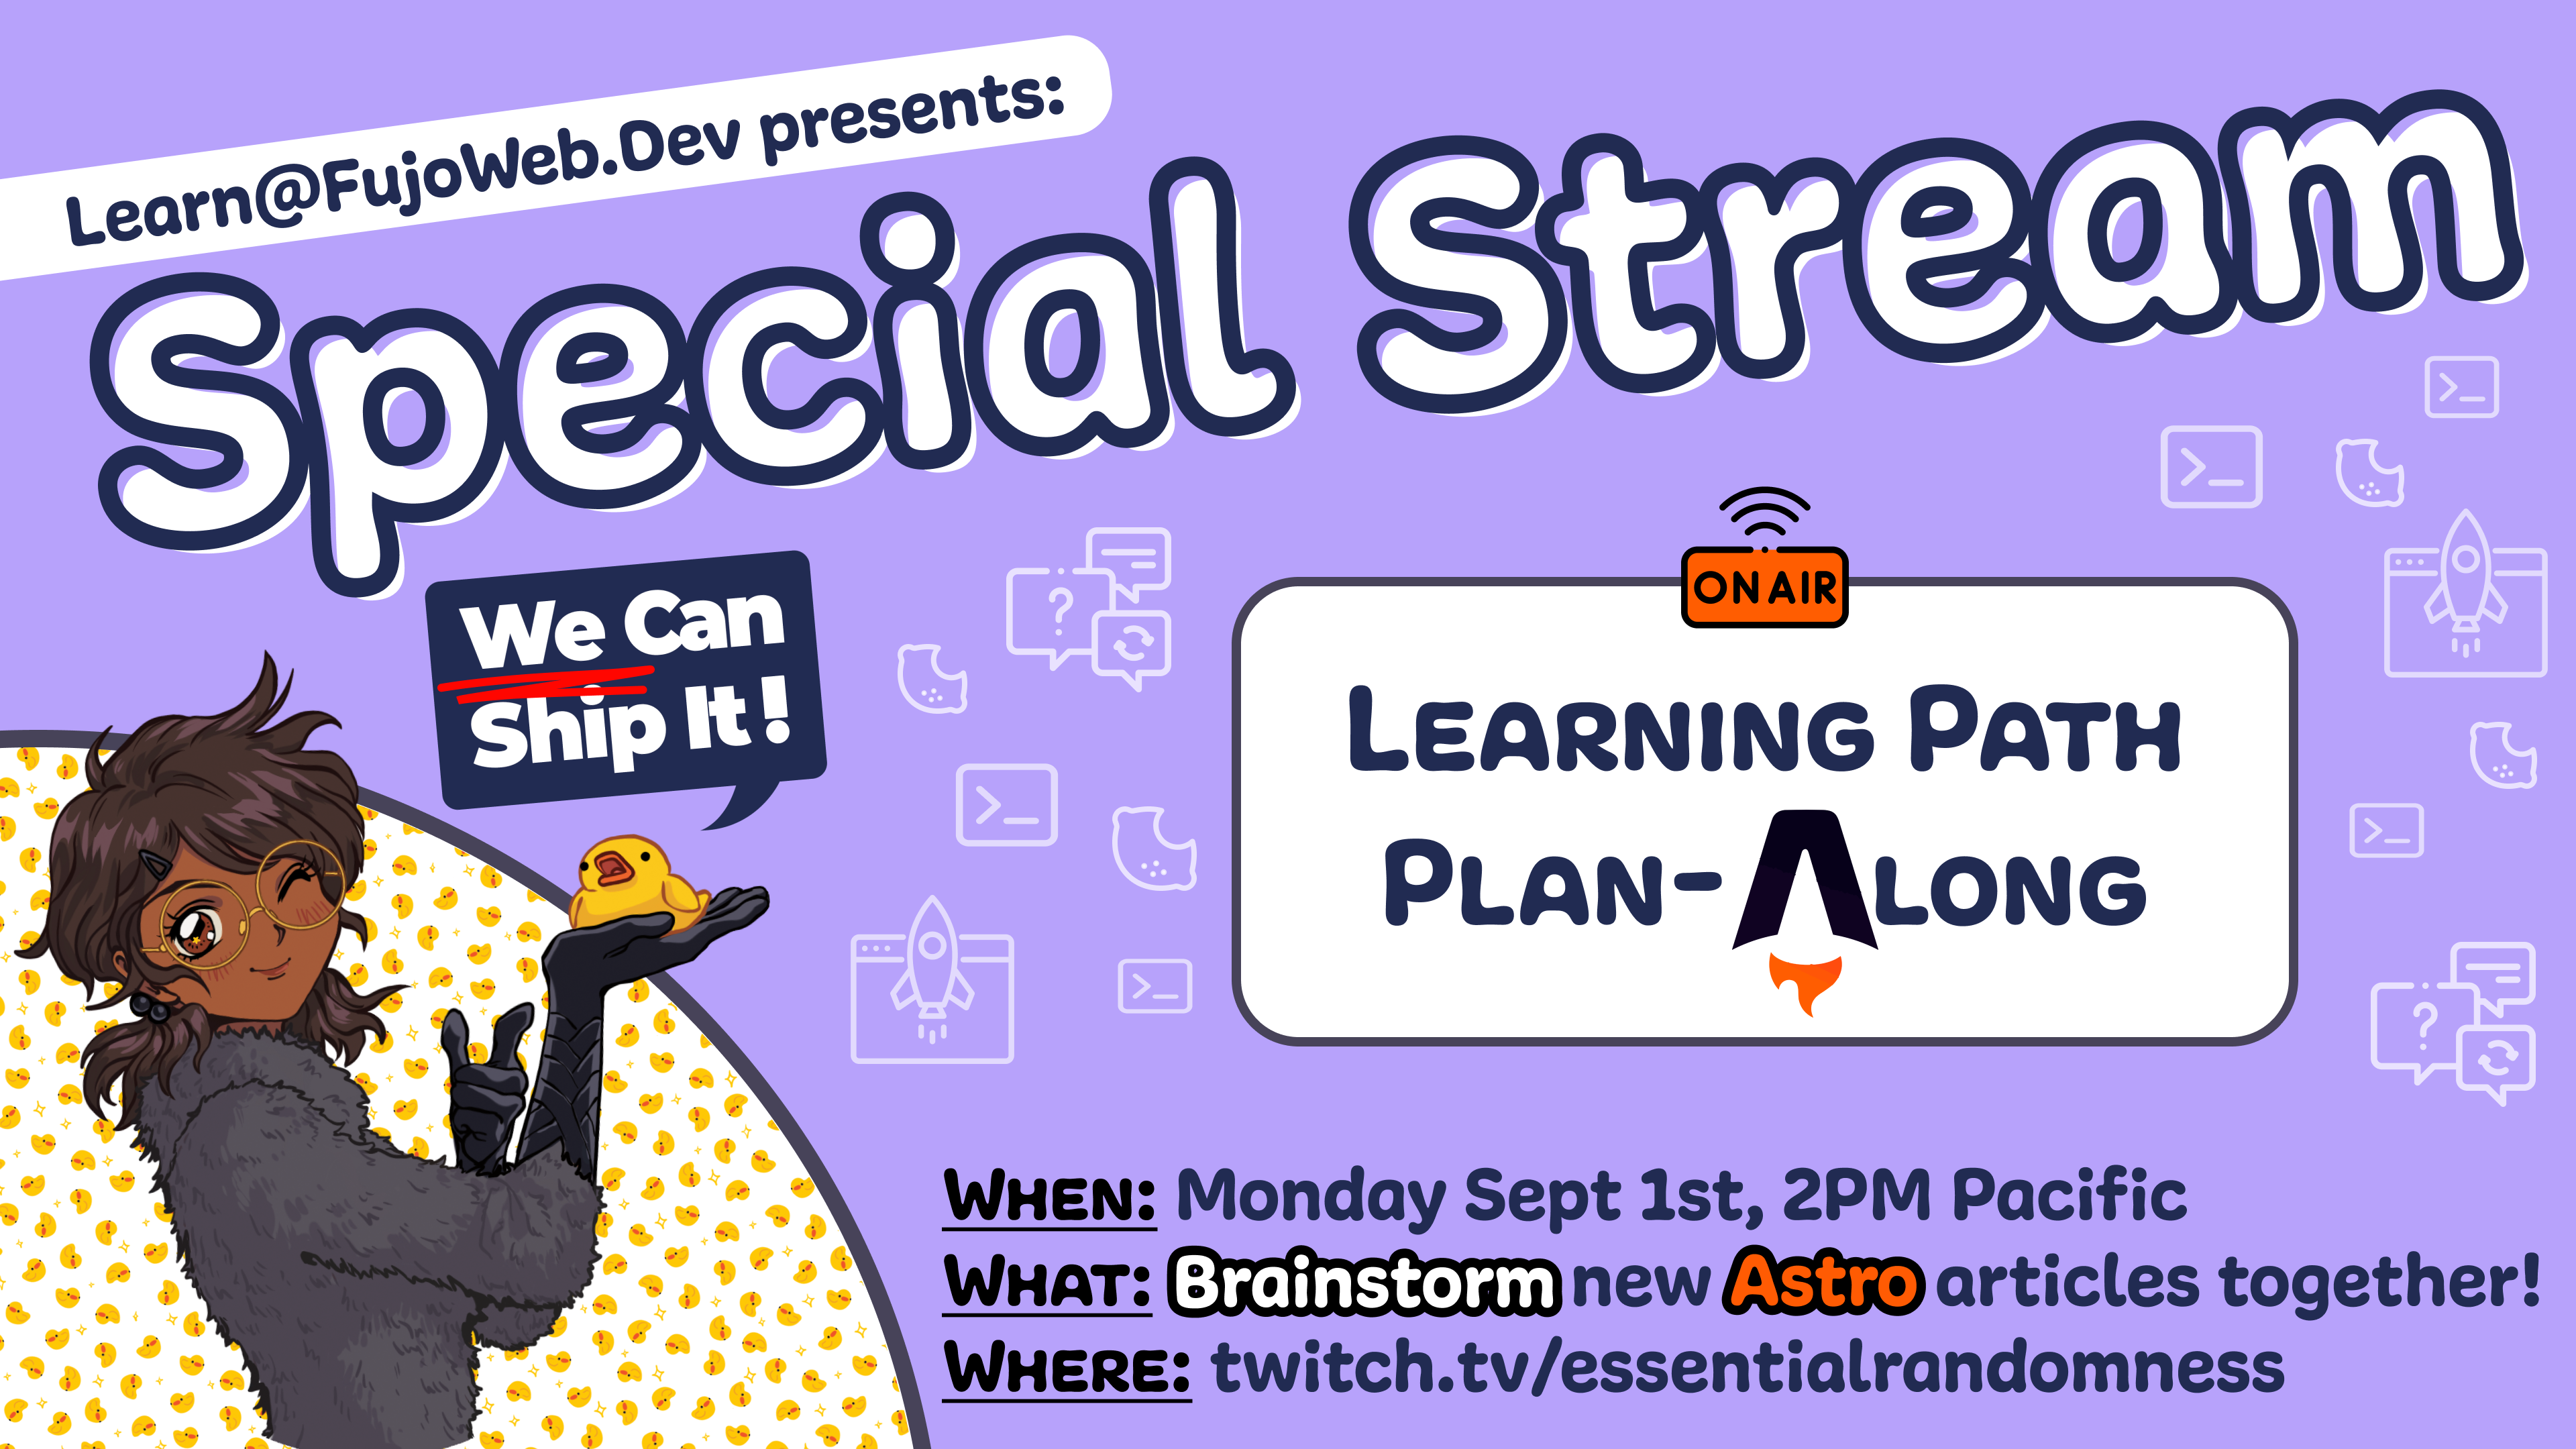 Learn@FujoWeb.Dev presents:
Special Stream
We Can
Ship It!
ON AIR
Learning Path
Plan-Along
When: Monday Sept 1st, 2PM Pacific
What: Brainstorm new Astro articles together!
Where: twitch.tv/essentialrandomness